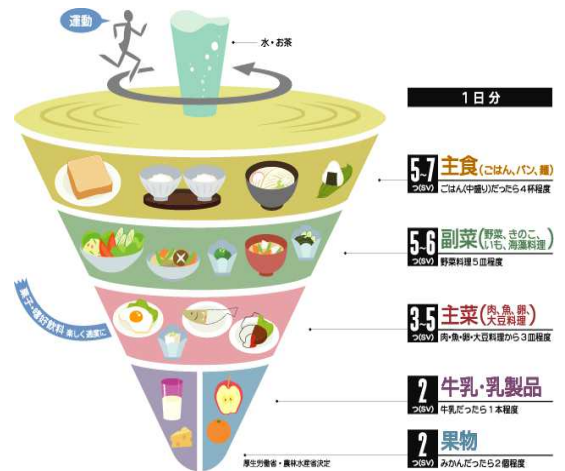 運動
水・お茶
1日分
5~7 つ(SV) 主食(ごはん、パン、麺)
ごはん(中盛り)だったら4杯程度
5~6 つ(SV) 副菜(野菜、きのこ、いも、海藻料理)
野菜料理5皿程度
菓子・嗜好飲料 楽しく適度に
3~5 つ(SV) 主菜(肉、魚、卵、大豆料理)
肉・魚・卵・大豆料理から3皿程度
2 つ(SV) 牛乳・乳製品
牛乳だったら1本程度
2 つ(SV) 果物
みかんだったら2個程度
厚生労働省・農林水産省決定